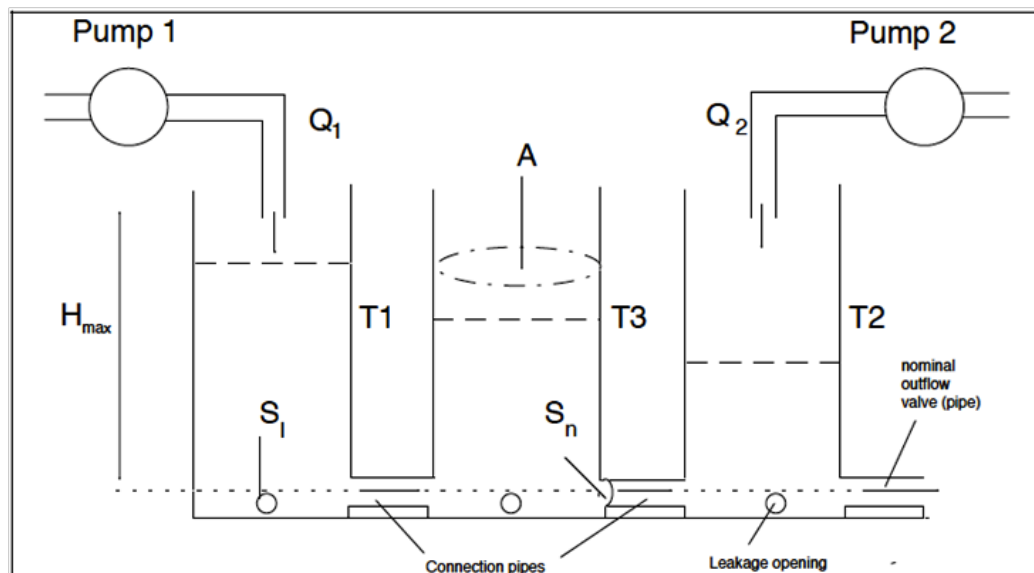 Pump 1
Pump 2
Q1
Q2
A
Hmax
T1
T3
T2
nominal
outflow
valve (pipe)
Sl
Sn
Connection pipes
Leakage opening